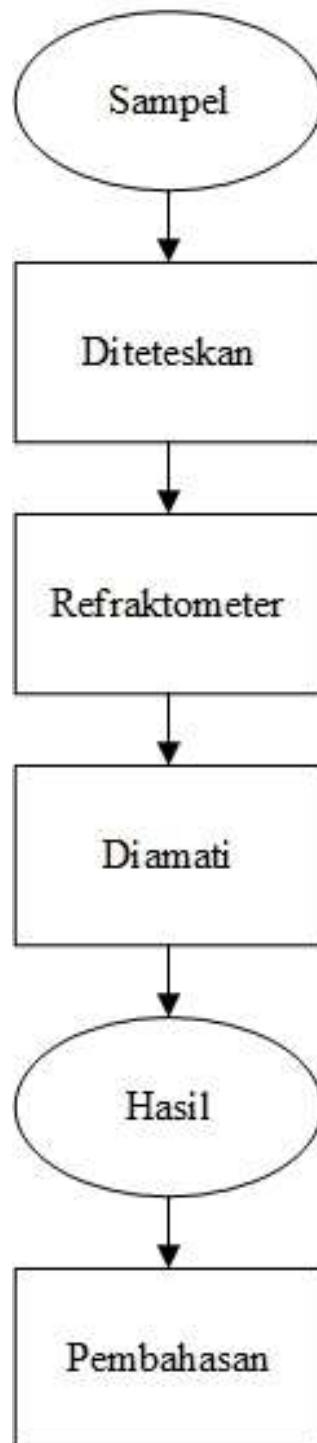 Sampel
Diteteskan
Refraktometer
Diamati
Hasil
Pembahasan